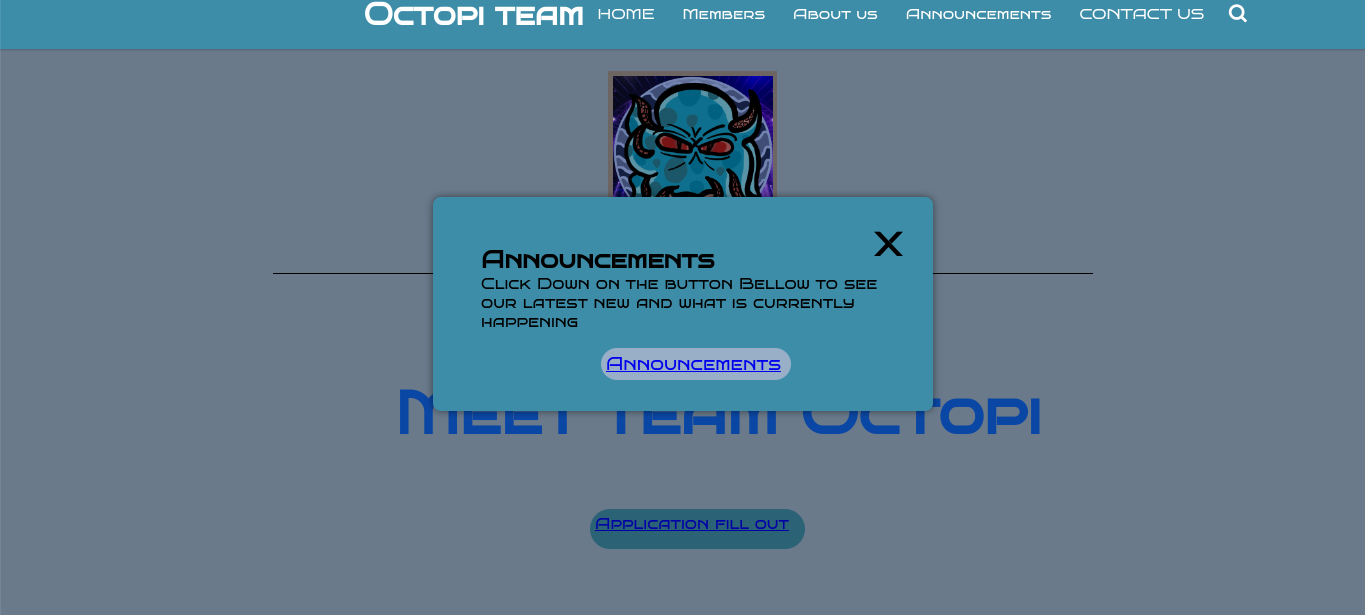 Octopi team HOME Members About us Announcements CONTACT US
X
Announcements
Click Down on the button Bellow to see
our latest new and what is currently
happening
Announcements
Meet team Octopi
Application fill out